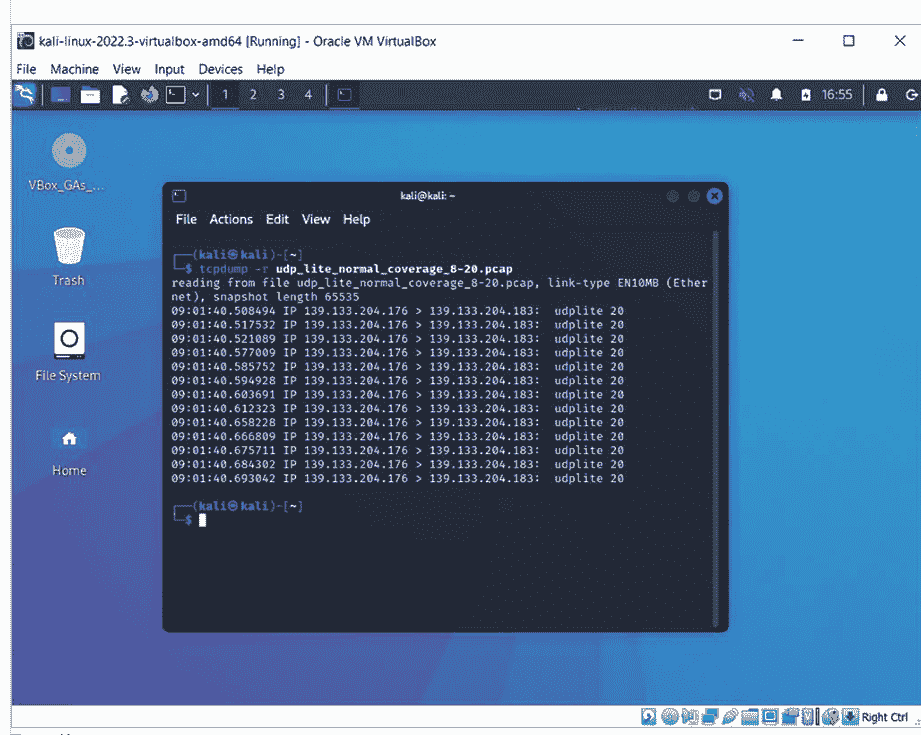 kali-linux-2022.3-virtualbox-amd64 [Running] - Oracle VM VirtualBox
File Machine View Input Devices Help
1 2 3 4 16:55
VBox_GAs_...
Trash
File System
Home
kali@kali: ~
File Actions Edit View Help
┌──(kali㉿kali)-[~]
└─$ tcpdump -r udp_lite_normal_coverage_8-20.pcap
reading from file udp_lite_normal_coverage_8-20.pcap, link-type EN10MB (Ether
net), snapshot length 65535
09:01:40.508494 IP 139.133.204.176 > 139.133.204.183: udplite 20
09:01:40.517532 IP 139.133.204.176 > 139.133.204.183: udplite 20
09:01:40.521089 IP 139.133.204.176 > 139.133.204.183: udplite 20
09:01:40.577009 IP 139.133.204.176 > 139.133.204.183: udplite 20
09:01:40.585752 IP 139.133.204.176 > 139.133.204.183: udplite 20
09:01:40.594928 IP 139.133.204.176 > 139.133.204.183: udplite 20
09:01:40.603691 IP 139.133.204.176 > 139.133.204.183: udplite 20
09:01:40.612323 IP 139.133.204.176 > 139.133.204.183: udplite 20
09:01:40.658228 IP 139.133.204.176 > 139.133.204.183: udplite 20
09:01:40.666809 IP 139.133.204.176 > 139.133.204.183: udplite 20
09:01:40.675711 IP 139.133.204.176 > 139.133.204.183: udplite 20
09:01:40.684302 IP 139.133.204.176 > 139.133.204.183: udplite 20
09:01:40.693042 IP 139.133.204.176 > 139.133.204.183: udplite 20
┌──(kali㉿kali)-[~]
└─$
Right Ctrl